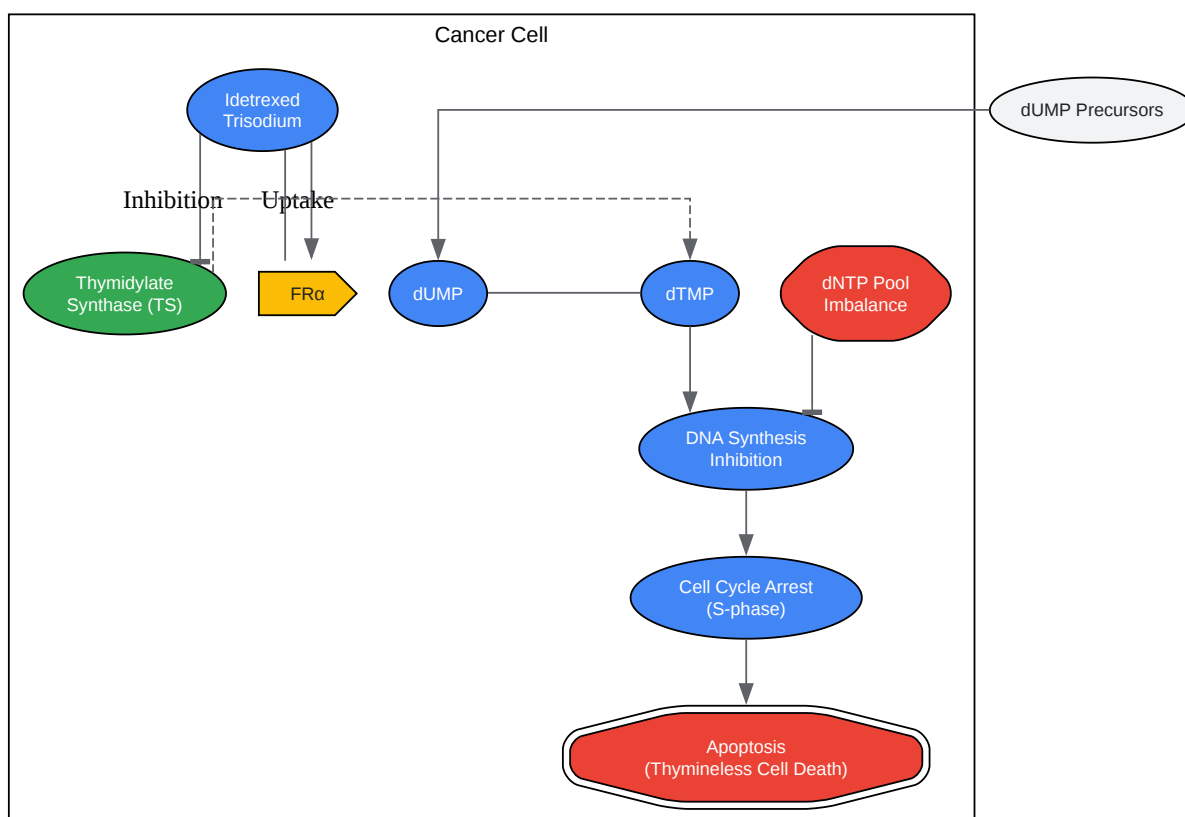 Cancer Cell
Idetrexed
Trisodium
dUMP Precursors
Inhibition
Uptake
Thymidylate
Synthase (TS)
FRα
dUMP
dTMP
dNTP Pool
Imbalance
DNA Synthesis
Inhibition
Cell Cycle Arrest
(S-phase)
Apoptosis
(Thymineless Cell Death)